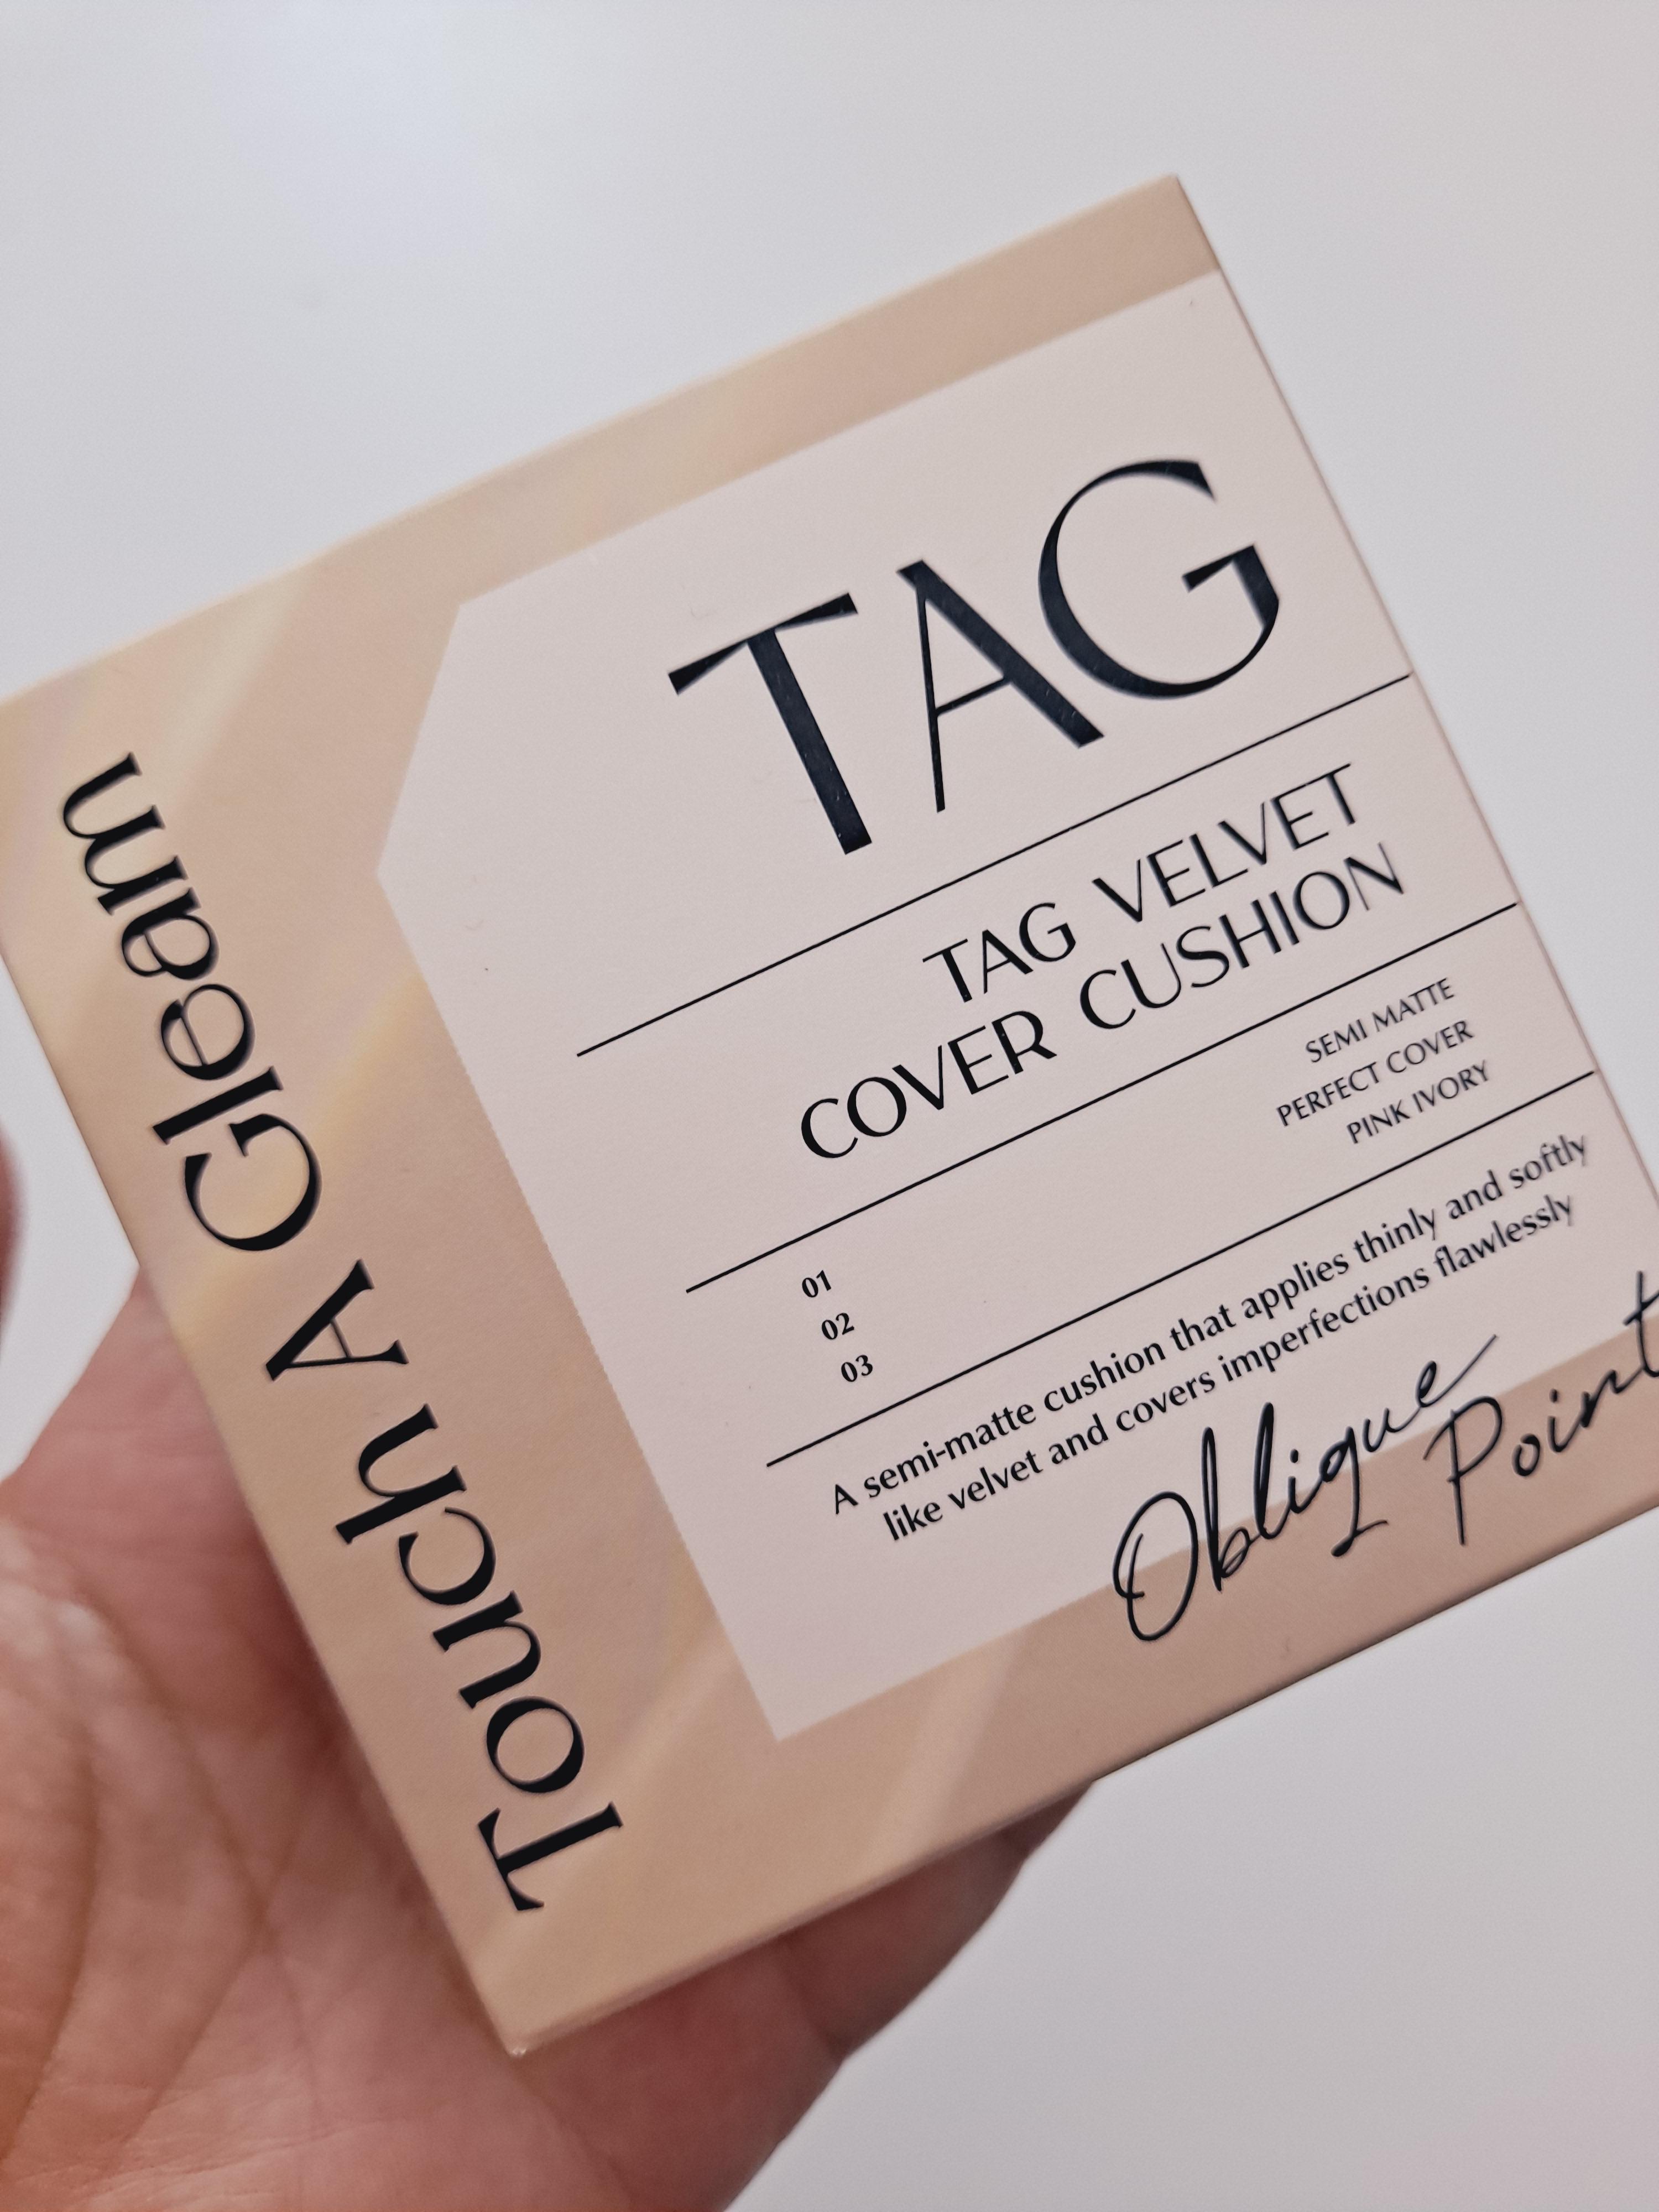 TAG
TAG VELVET
COVER CUSHION
01 SEMI MATTE
02 PERFECT COVER
03 PINK IVORY
A semi-matte cushion that applies thinly and softly
like velvet and covers imperfections flawlessly
Oblique
Point
Touch A Gleam